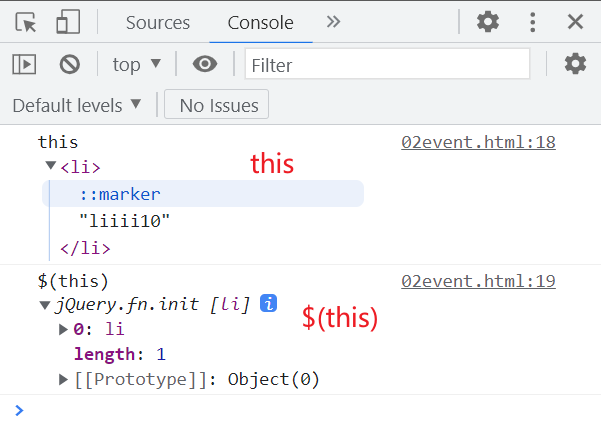 Sources Console
top Filter
Default levels No Issues
this 02event.html:18
<li> this
::marker
"liiii10"
</li>
$(this) 02event.html:19
jQuery.fn.init [li] i $(this)
0: li
length: 1
[[Prototype]]: Object(0)